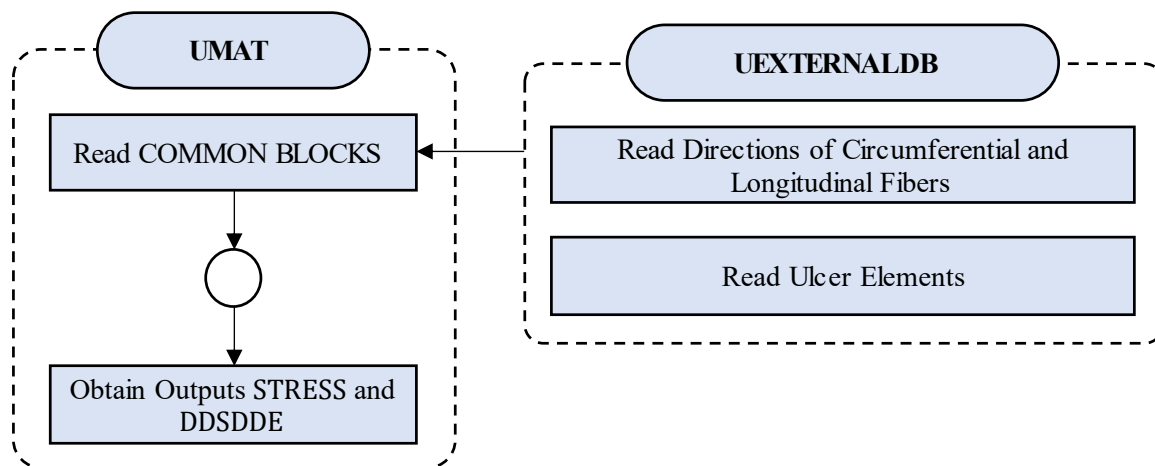 UMAT
Read COMMON BLOCKS
Obtain Outputs STRESS and
DDSDDE
UEXTERNALDB
Read Directions of Circumferential and
Longitudinal Fibers
Read Ulcer Elements